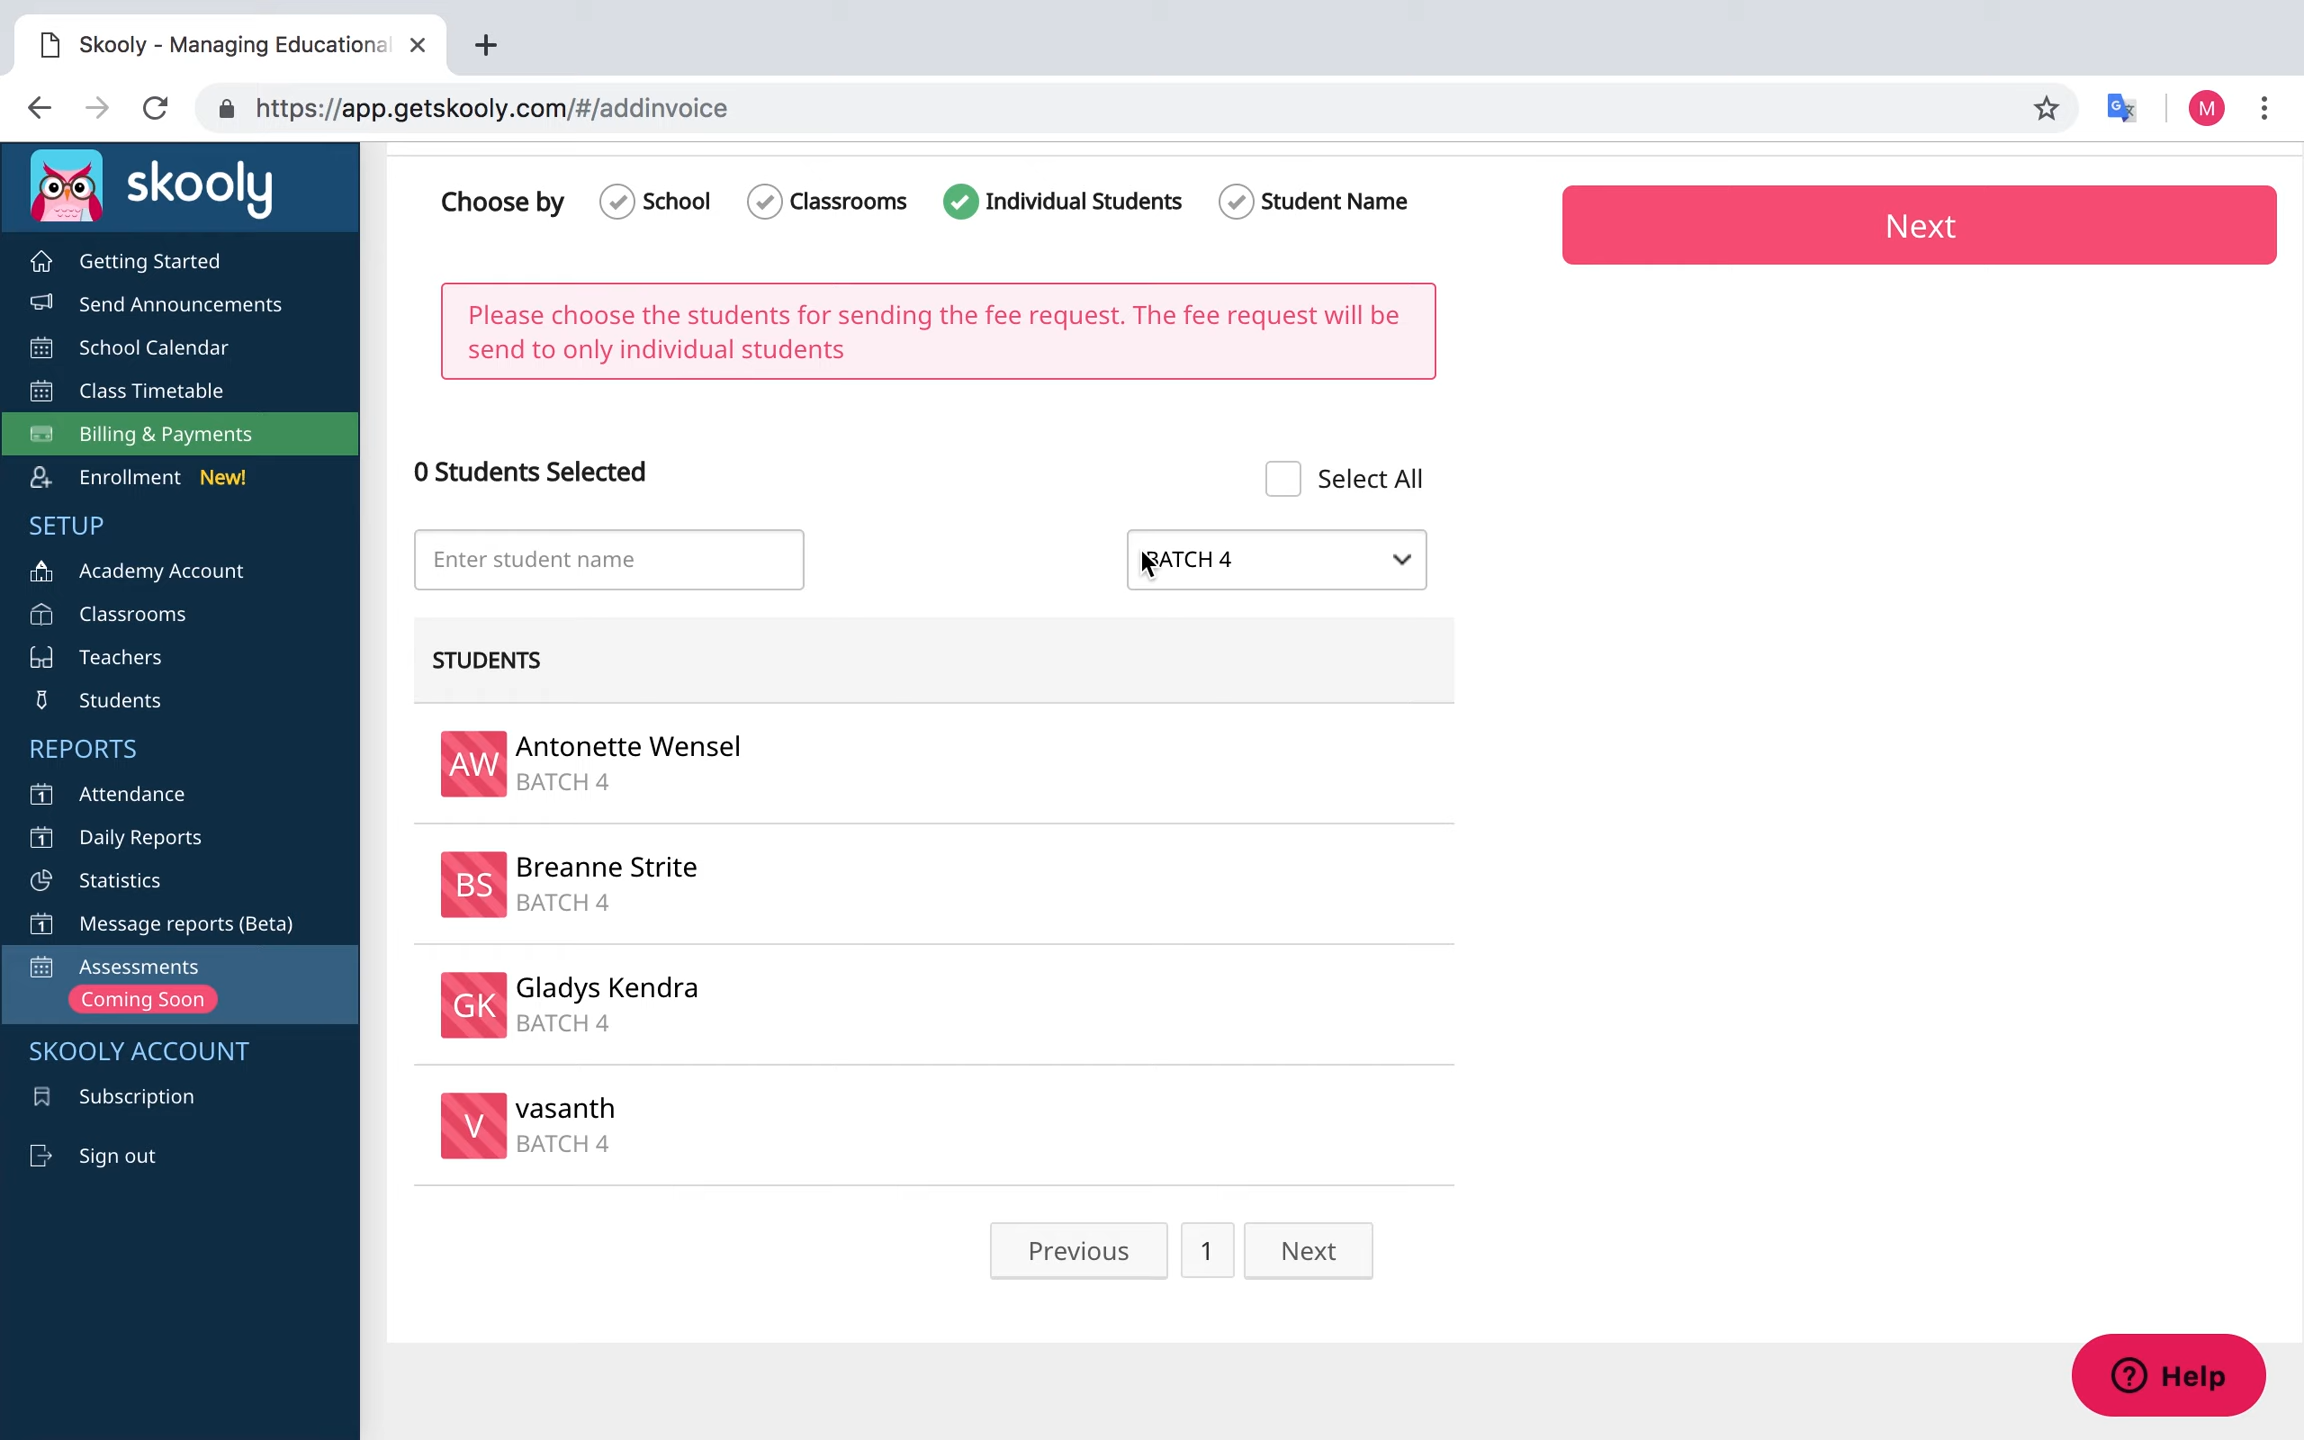 Skooly - Managing Educational
https://app.getskooly.com/#/addinvoice
M
skooly
Getting Started
Send Announcements
School Calendar
Class Timetable
Billing & Payments
Enrollment New!
SETUP
Academy Account
Classrooms
Teachers
Students
REPORTS
Attendance
Daily Reports
Statistics
Message reports (Beta)
Assessments
Coming Soon
SKOOLY ACCOUNT
Subscription
Sign out
Choose by School Classrooms Individual Students Student Name
Next
Please choose the students for sending the fee request. The fee request will be
send to only individual students
0 Students Selected
Select All
Enter student name
BATCH 4
STUDENTS
AW Antonette Wensel
BATCH 4
BS Breanne Strite
BATCH 4
GK Gladys Kendra
BATCH 4
V vasanth
BATCH 4
Previous 1 Next
Help